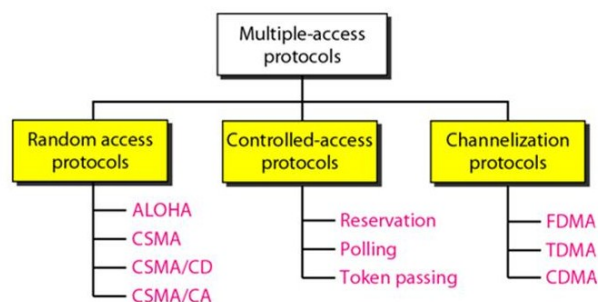 Multiple-access
protocols
Random access
protocols
Controlled-access
protocols
Channelization
protocols
ALOHA
CSMA
CSMA/CD
CSMA/CA
Reservation
Polling
Token passing
FDMA
TDMA
CDMA